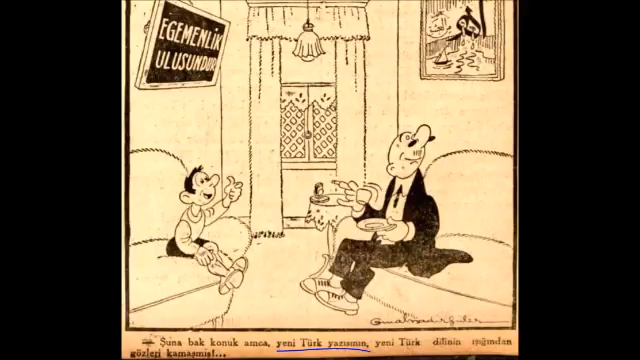 EGEMENLİK
ULUSUNDUR
— Şuna bak konuk amca, yeni Türk yazısının, yeni Türk dilinin ışığından
gözleri kamaşmış!...